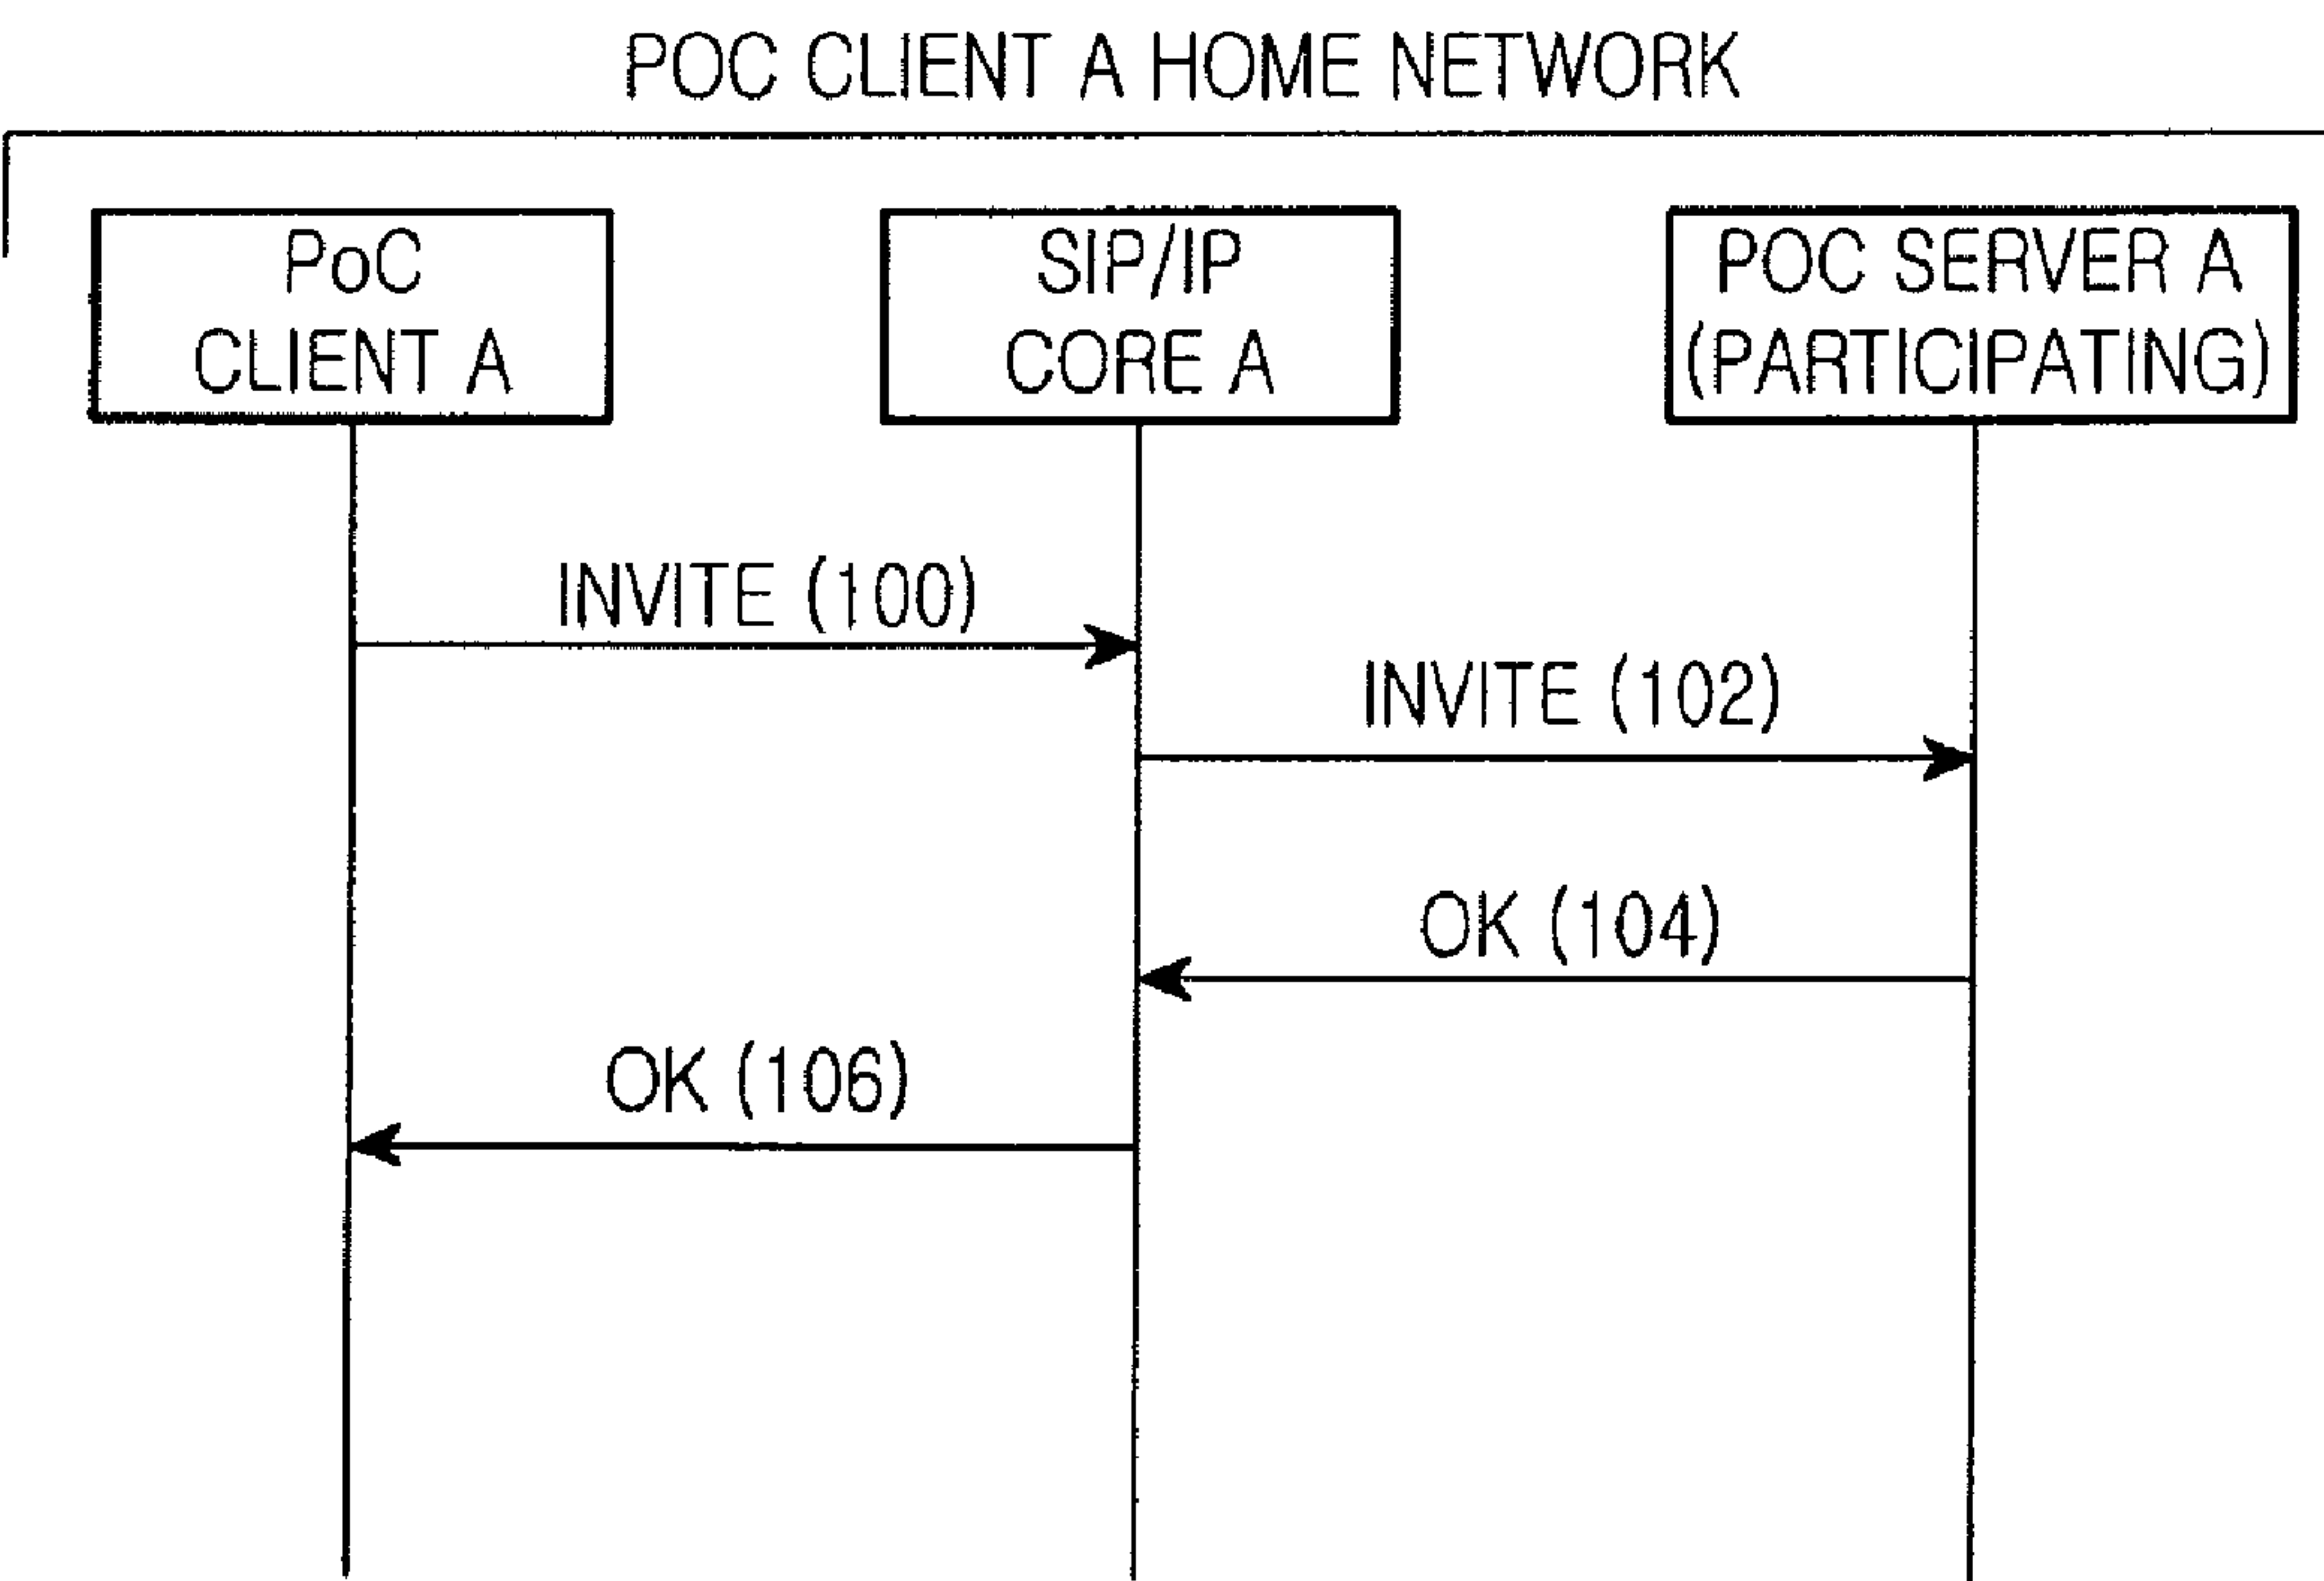 POC CLIENT A HOME NETWORK
PoC
CLIENT A
SIP/IP
CORE A
POC SERVER A
(PARTICIPATING)
INVITE (100)
INVITE (102)
OK (104)
OK (106)